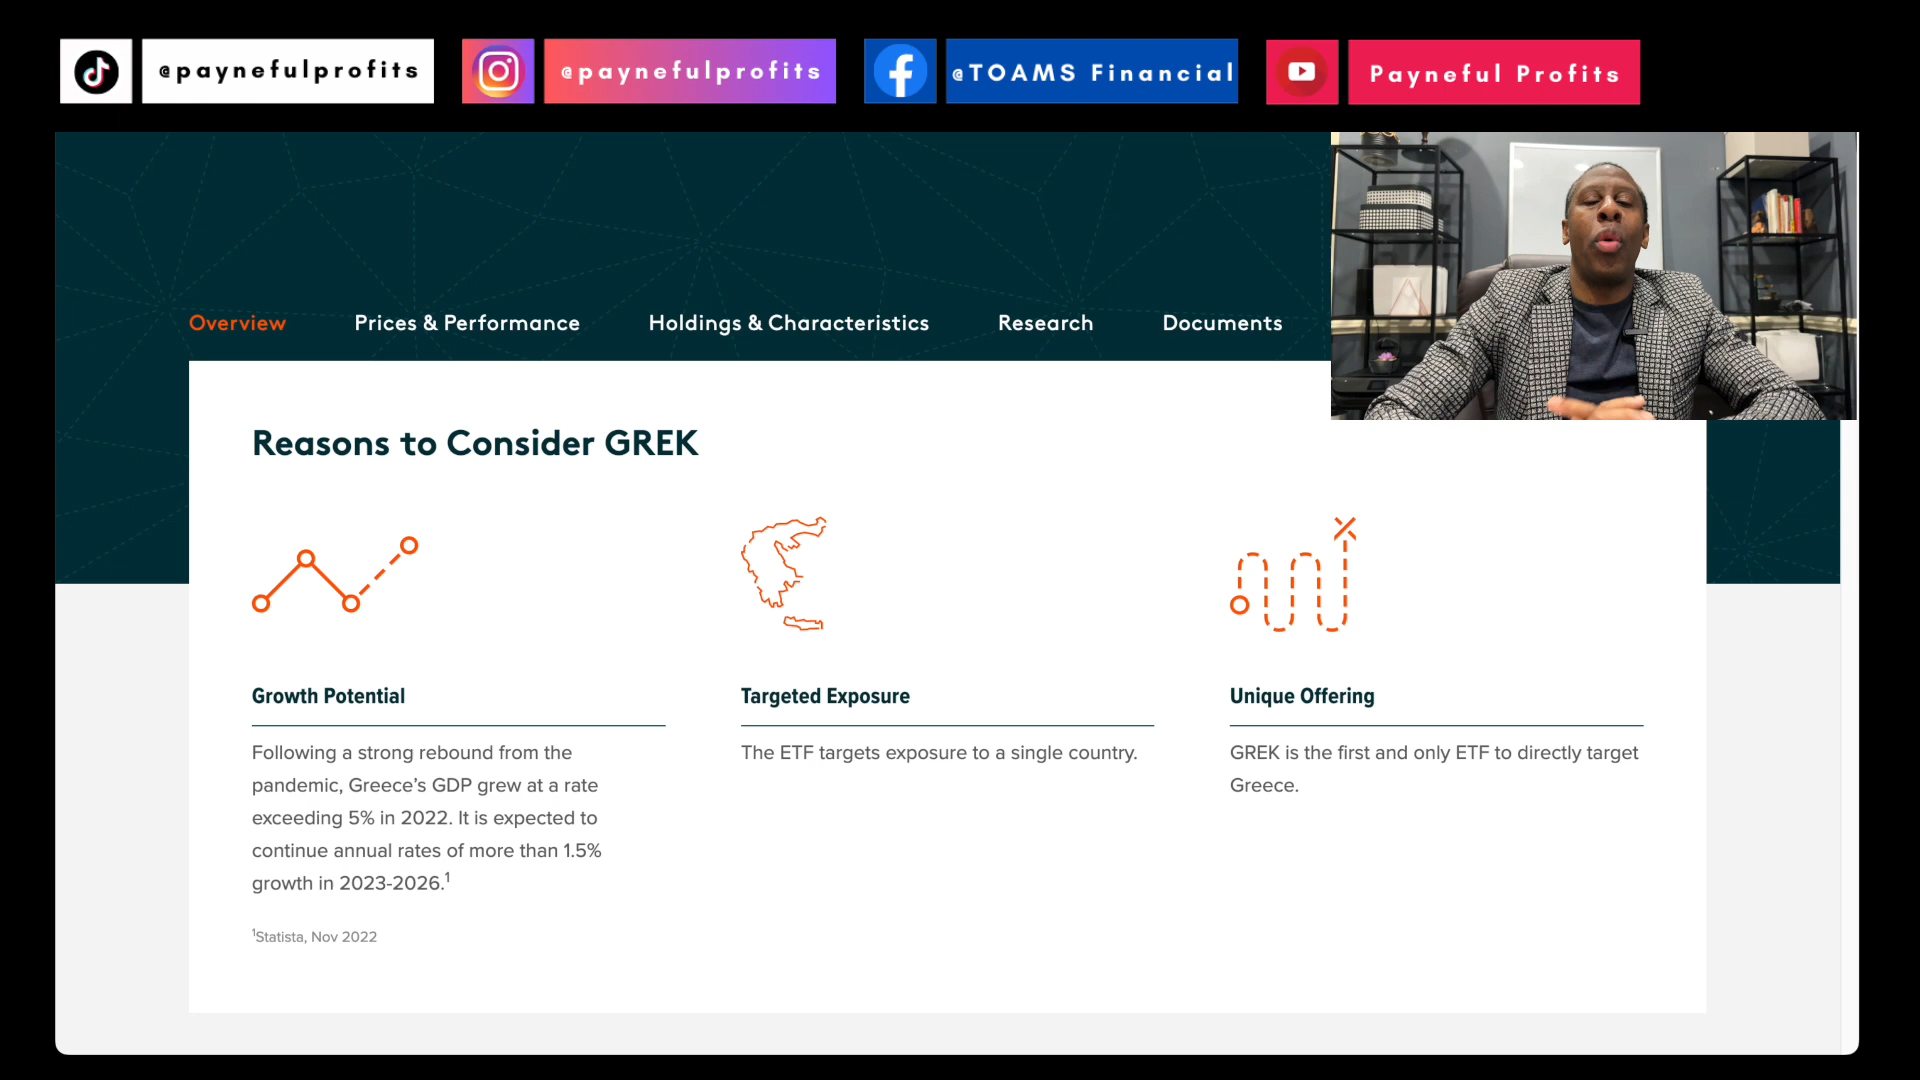 @paynefulprofits
@paynefulprofits
@TOAMS Financial
Payneful Profits
Overview
Prices & Performance
Holdings & Characteristics
Research
Documents
Reasons to Consider GREK
Growth Potential
Following a strong rebound from the
pandemic, Greece’s GDP grew at a rate
exceeding 5% in 2022. It is expected to
continue annual rates of more than 1.5%
growth in 2023-2026.¹
¹Statista, Nov 2022
Targeted Exposure
The ETF targets exposure to a single country.
Unique Offering
GREK is the first and only ETF to directly target
Greece.